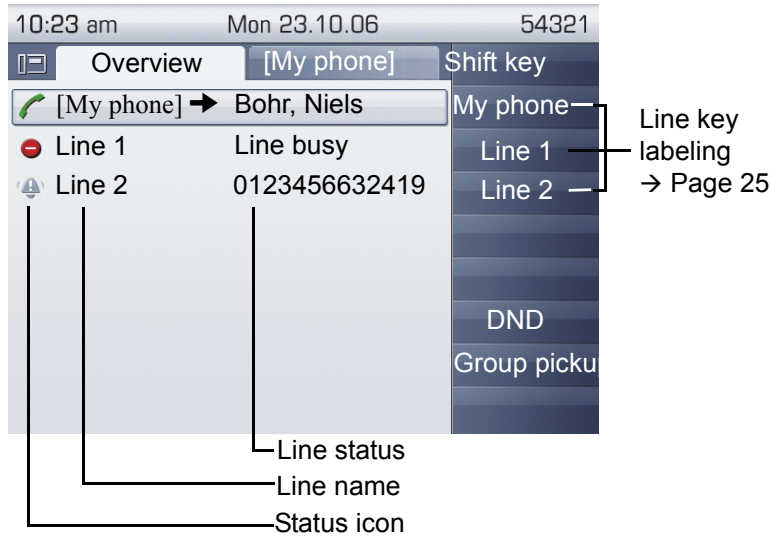 10:23 am Mon 23.10.06 54321
Overview [My phone] Shift key
[My phone] → Bohr, Niels My phone
Line 1 Line busy Line 1
Line 2 0123456632419 Line 2
DND
Group picku
Line key
labeling
→ Page 25
Line status
Line name
Status icon